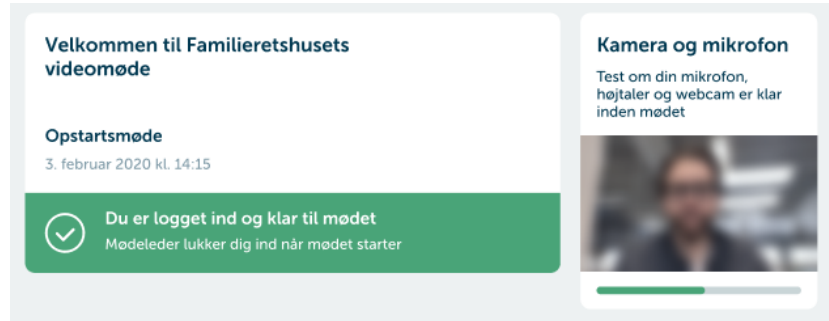 Velkommen til Familieretshusets
videomøde
Opstartsmøde
3. februar 2020 kl. 14:15
Du er logget ind og klar til mødet
Mødeleder lukker dig ind når mødet starter
Kamera og mikrofon
Test om din mikrofon,
højtaler og webcam er klar
inden mødet